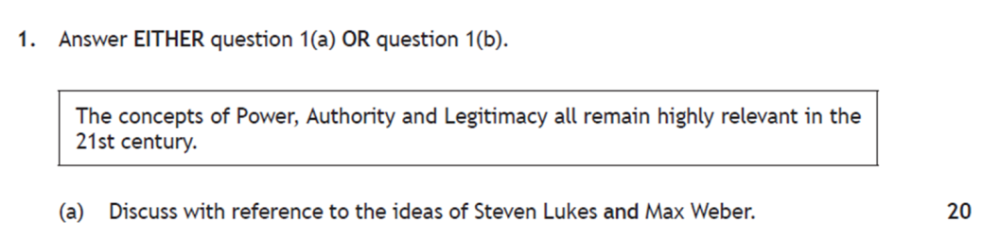 1. Answer EITHER question 1(a) OR question 1(b).
The concepts of Power, Authority and Legitimacy all remain highly relevant in the
21st century.
(a) Discuss with reference to the ideas of Steven Lukes and Max Weber. 20